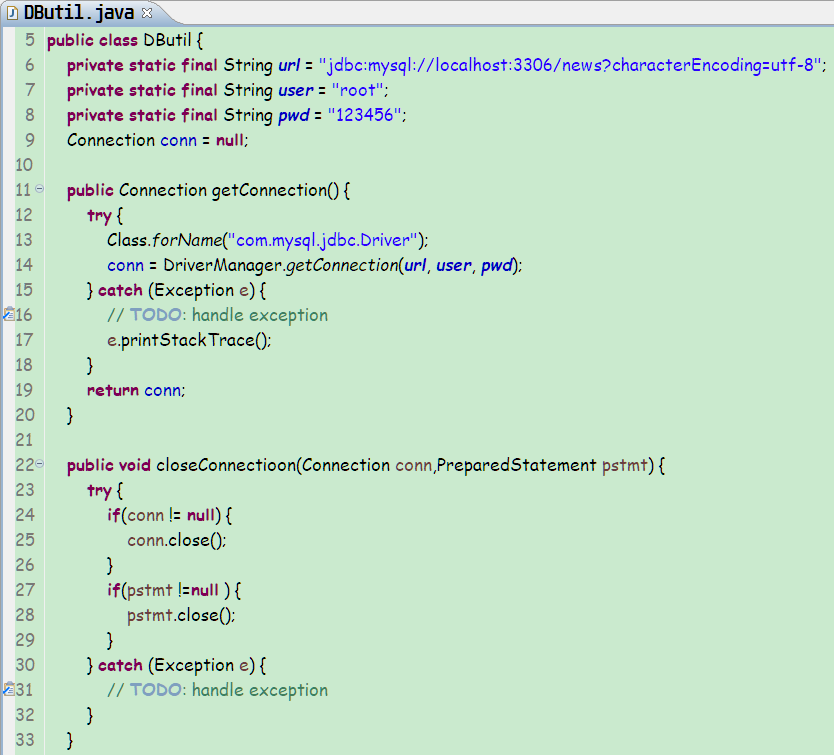 DButil.java
5 public class DButil {
6 private static final String url = "jdbc:mysql://localhost:3306/news?characterEncoding=utf-8";
7 private static final String user = "root";
8 private static final String pwd = "123456";
9 Connection conn = null;
10
11 public Connection getConnection() {
12 try {
13 Class.forName("com.mysql.jdbc.Driver");
14 conn = DriverManager.getConnection(url, user, pwd);
15 } catch (Exception e) {
16 // TODO: handle exception
17 e.printStackTrace();
18 }
19 return conn;
20 }
21
22 public void closeConnectioon(Connection conn,PreparedStatement pstmt) {
23 try {
24 if(conn != null) {
25 conn.close();
26 }
27 if(pstmt !=null ) {
28 pstmt.close();
29 }
30 } catch (Exception e) {
31 // TODO: handle exception
32 }
33 }